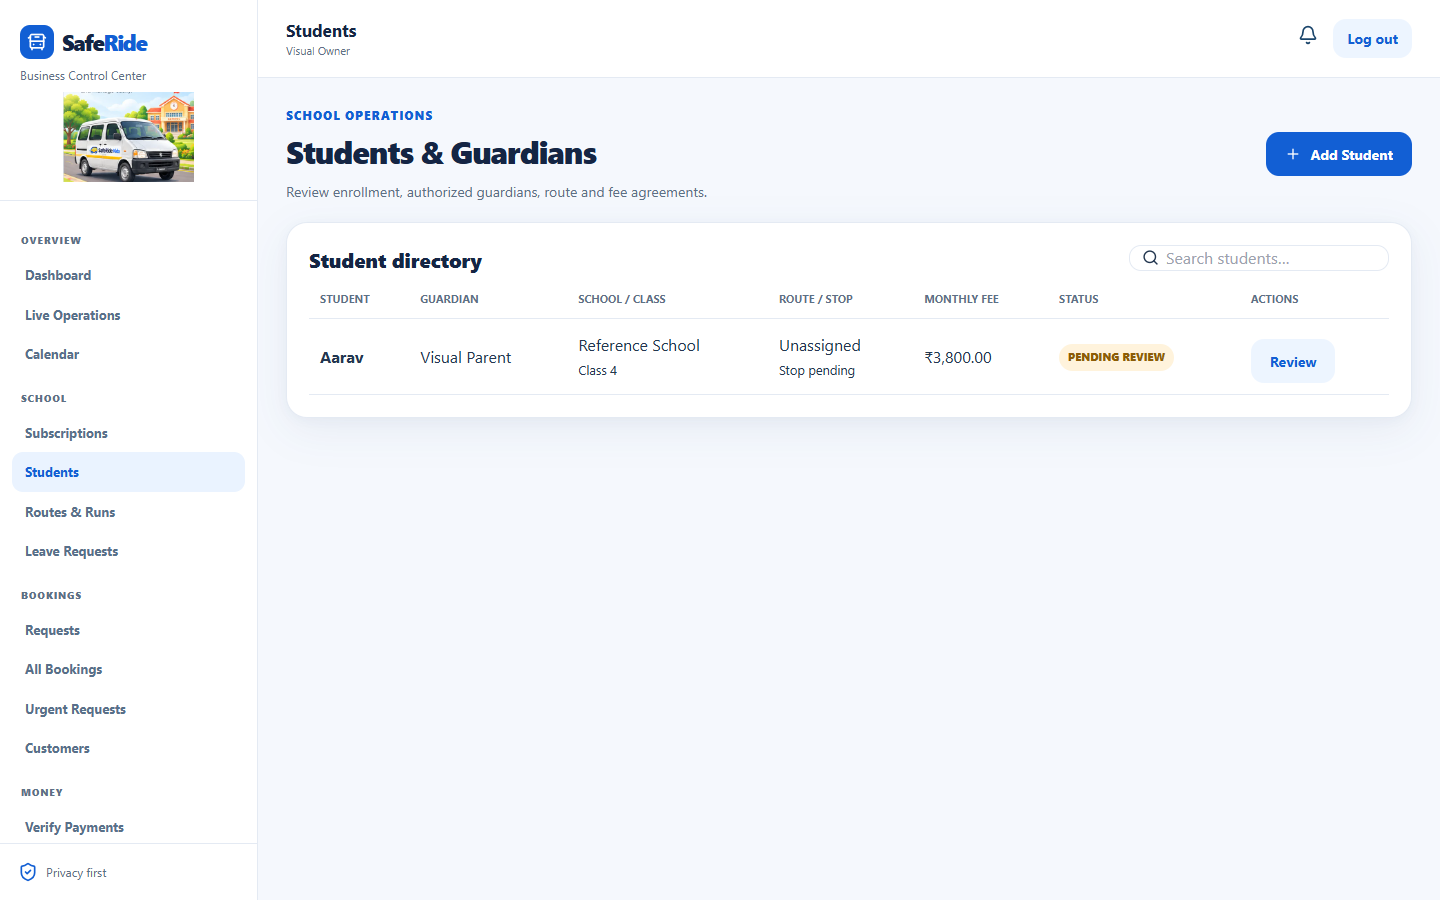 SafeRide
Business Control Center
OVERVIEW
Dashboard
Live Operations
Calendar
SCHOOL
Subscriptions
Students
Routes & Runs
Leave Requests
BOOKINGS
Requests
All Bookings
Urgent Requests
Customers
MONEY
Verify Payments
Privacy first
Students
Visual Owner
Log out
SCHOOL OPERATIONS
Students & Guardians
Review enrollment, authorized guardians, route and fee agreements.
+ Add Student
Student directory
Search students...
STUDENT GUARDIAN SCHOOL / CLASS ROUTE / STOP MONTHLY FEE STATUS ACTIONS
Aarav Visual Parent Reference School Unassigned ₹3,800.00 PENDING REVIEW Review
Class 4 Stop pending